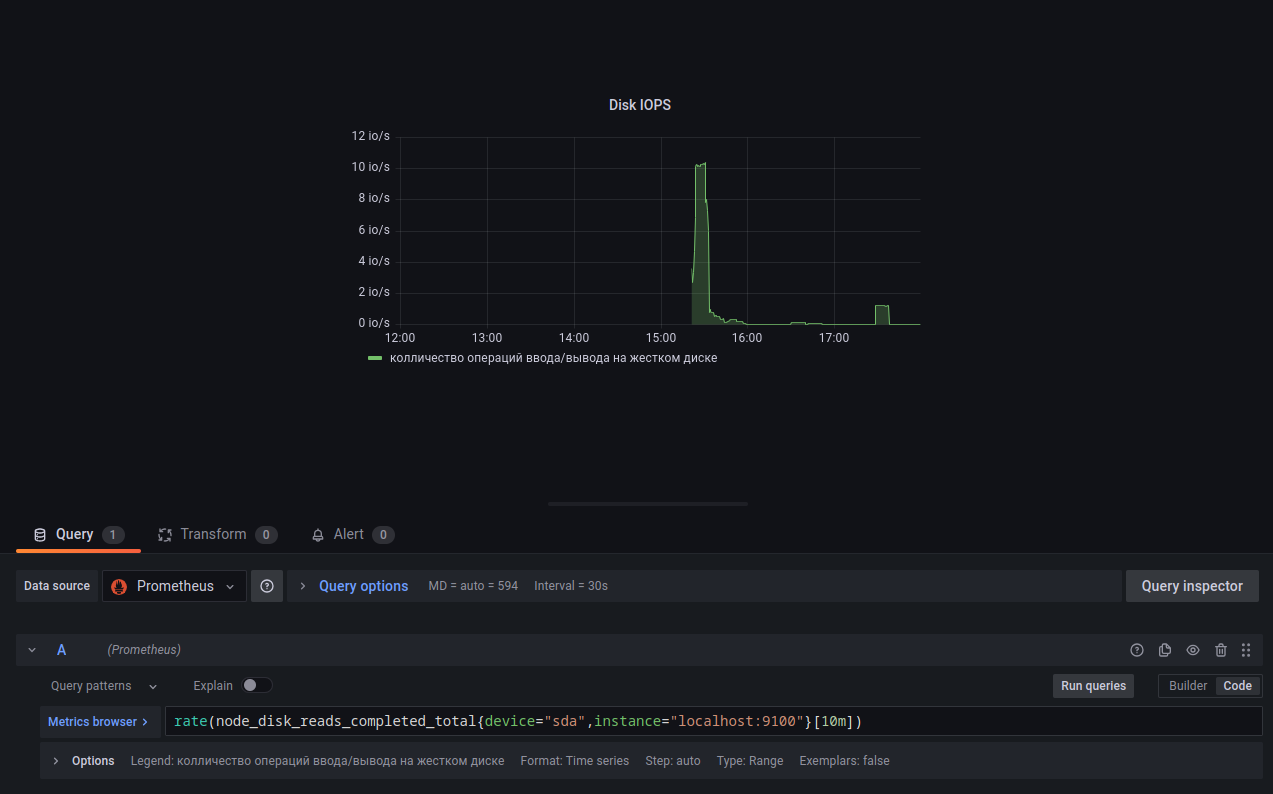 Disk IOPS
12 io/s
10 io/s
8 io/s
6 io/s
4 io/s
2 io/s
0 io/s
12:00 13:00 14:00 15:00 16:00 17:00
колличество операций ввода/вывода на жестком диске
Query 1 Transform 0 Alert 0
Data source Prometheus Query options MD = auto = 594 Interval = 30s Query inspector
A (Prometheus)
Query patterns Explain Run queries Builder Code
Metrics browser rate(node_disk_reads_completed_total{device="sda",instance="localhost:9100"}[10m])
Options Legend: колличество операций ввода/вывода на жестком диске Format: Time series Step: auto Type: Range Exemplars: false